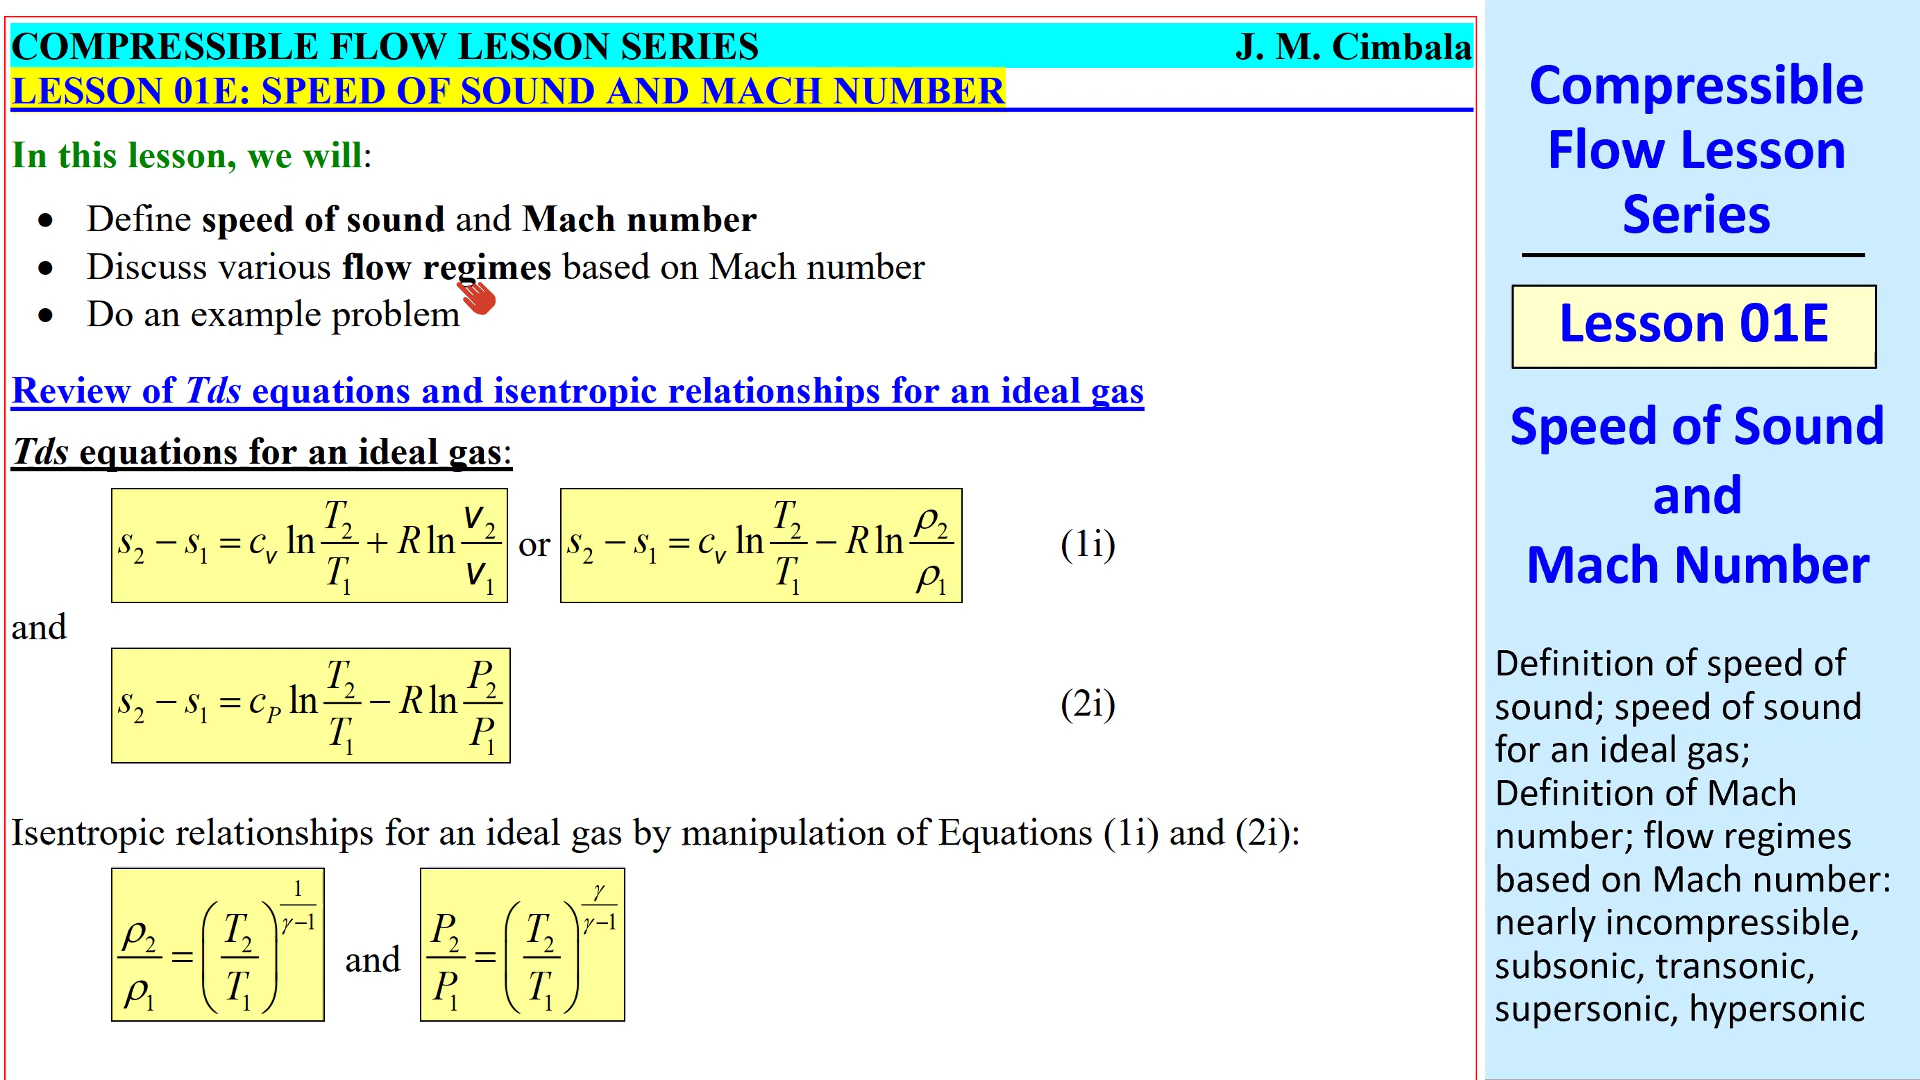 COMPRESSIBLE FLOW LESSON SERIES J. M. Cimbala
LESSON 01E: SPEED OF SOUND AND MACH NUMBER
In this lesson, we will:
• Define speed of sound and Mach number
• Discuss various flow regimes based on Mach number
• Do an example problem
Review of Tds equations and isentropic relationships for an ideal gas
Tds equations for an ideal gas:
s₂ − s₁ = c_v ln T₂/T₁ + R ln v₂/v₁ or s₂ − s₁ = c_v ln T₂/T₁ − R ln ρ₂/ρ₁ (1i)
and
s₂ − s₁ = c_P ln T₂/T₁ − R ln P₂/P₁ (2i)
Isentropic relationships for an ideal gas by manipulation of Equations (1i) and (2i):
ρ₂/ρ₁ = (T₂/T₁)^(1/(γ−1)) and P₂/P₁ = (T₂/T₁)^(γ/(γ−1))
Compressible
Flow Lesson
Series
Lesson 01E
Speed of Sound
and
Mach Number
Definition of speed of
sound; speed of sound
for an ideal gas;
Definition of Mach
number; flow regimes
based on Mach number:
nearly incompressible,
subsonic, transonic,
supersonic, hypersonic